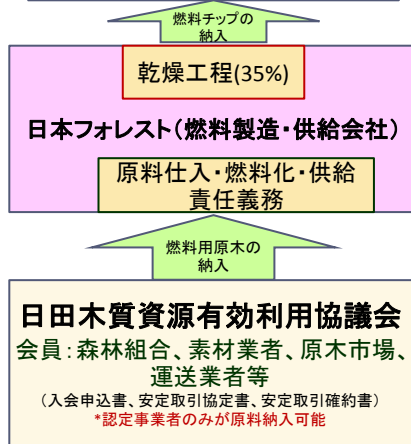 燃料チップの
納入
乾燥工程(35%)
日本フォレスト（燃料製造・供給会社）
原料仕入・燃料化・供給
責任義務
燃料用原木の
納入
日田木質資源有効利用協議会
会員：森林組合、素材業者、原木市場、
運送業者等
（入会申込書、安定取引協定書、安定取引確約書）
*認定事業者のみが原料納入可能